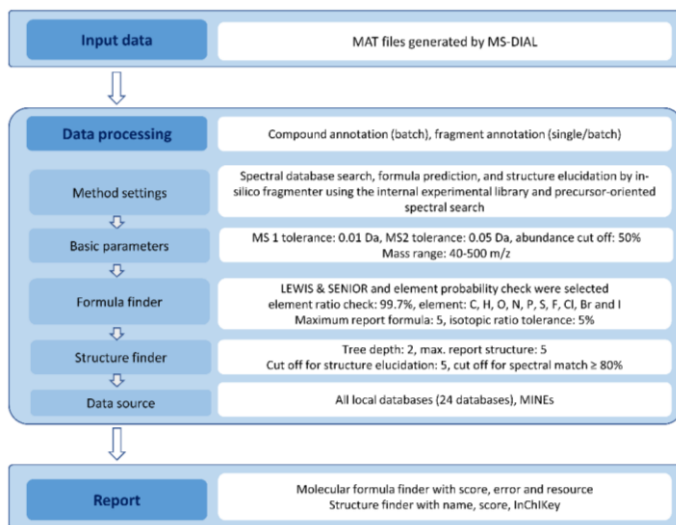 Input data
MAT files generated by MS-DIAL
Data processing
Compound annotation (batch), fragment annotation (single/batch)
Method settings
Spectral database search, formula prediction, and structure elucidation by in-
silico fragmenter using the internal experimental library and precursor-oriented
spectral search
Basic parameters
MS 1 tolerance: 0.01 Da, MS2 tolerance: 0.05 Da, abundance cut off: 50%
Mass range: 40-500 m/z
Formula finder
LEWIS & SENIOR and element probability check were selected
element ratio check: 99.7%, element: C, H, O, N, P, S, F, Cl, Br and I
Maximum report formula: 5, isotopic ratio tolerance: 5%
Structure finder
Tree depth: 2, max. report structure: 5
Cut off for structure elucidation: 5, cut off for spectral match ≥ 80%
Data source
All local databases (24 databases), MINEs
Report
Molecular formula finder with score, error and resource
Structure finder with name, score, InChIKey